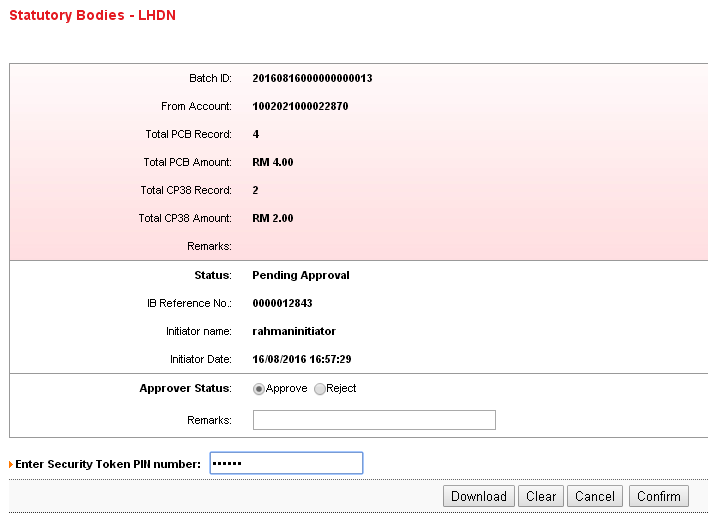 Statutory Bodies - LHDN
Batch ID: 20160816000000000013
From Account: 1002021000022870
Total PCB Record: 4
Total PCB Amount: RM 4.00
Total CP38 Record: 2
Total CP38 Amount: RM 2.00
Remarks:
Status: Pending Approval
IB Reference No.: 0000012843
Initiator name: rahmaninitiator
Initiator Date: 16/08/2016 16:57:29
Approver Status: Approve Reject
Remarks:
Enter Security Token PIN number: ••••••
Download Clear Cancel Confirm